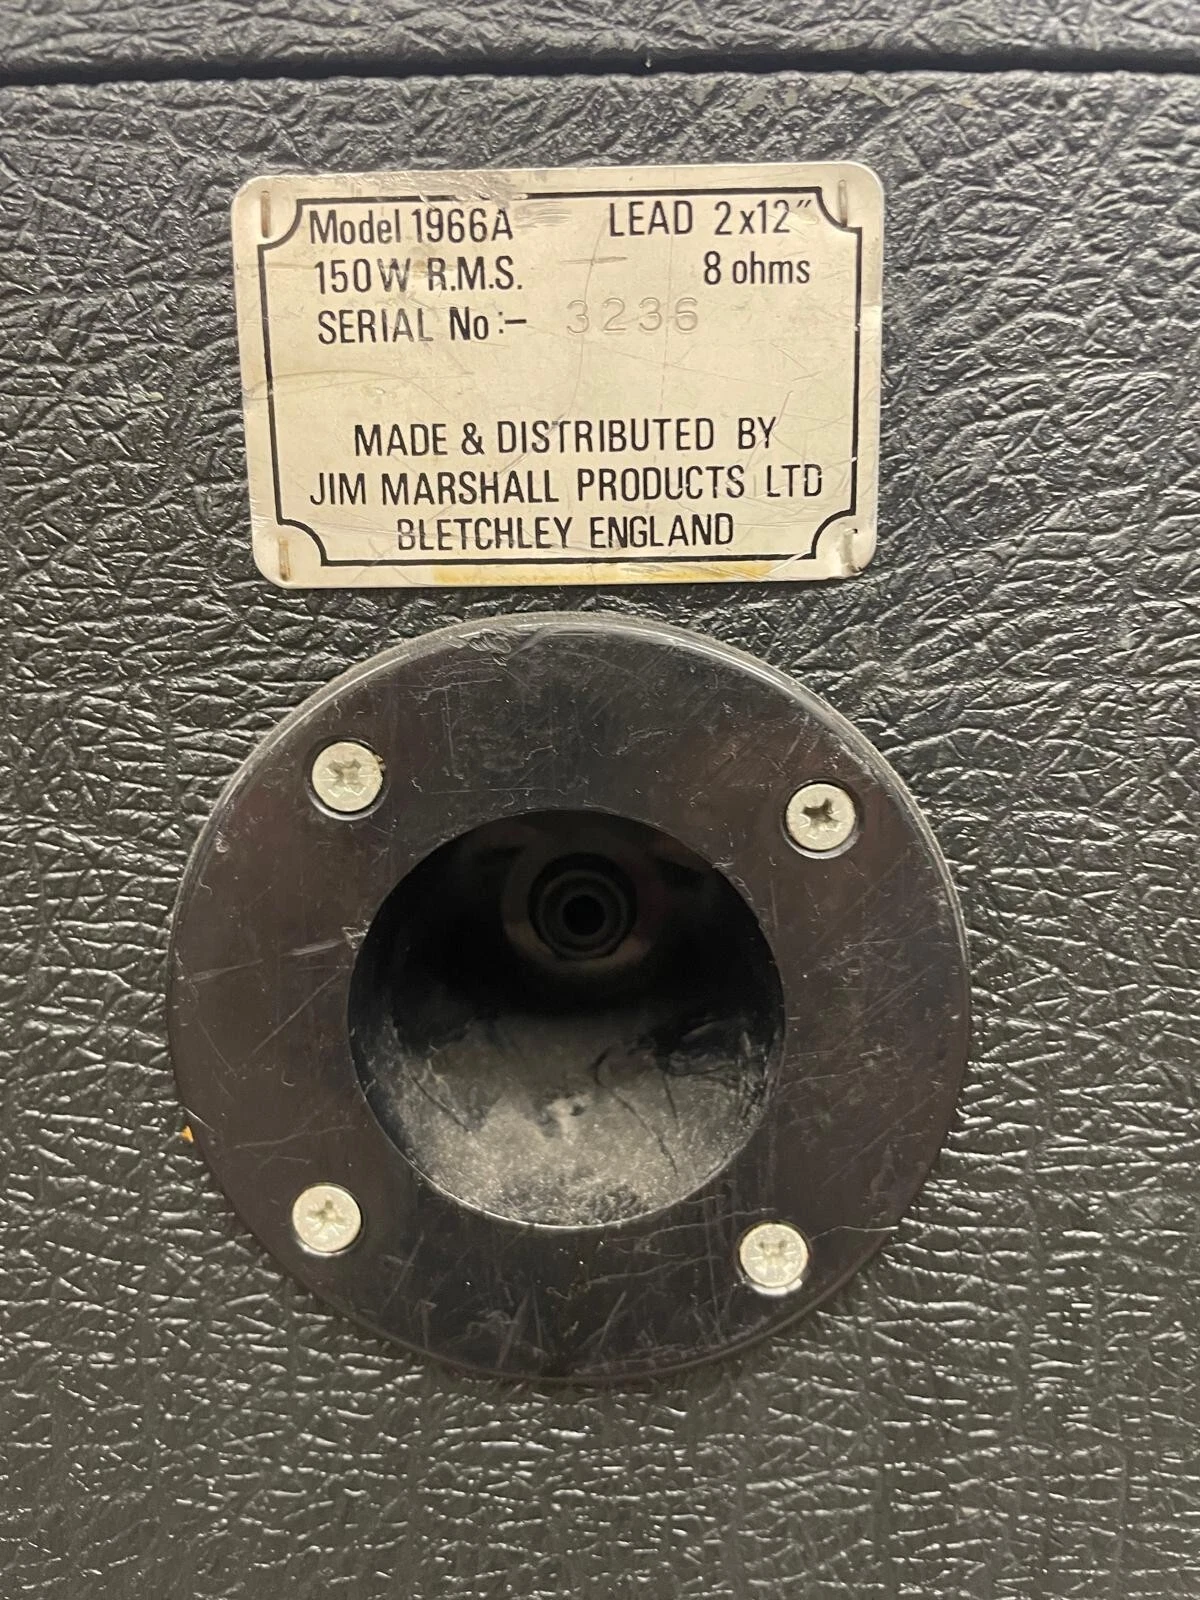 Model 1966A LEAD 2x12"
150W R.M.S. 8 ohms
SERIAL No :- 3236
MADE & DISTRIBUTED BY
JIM MARSHALL PRODUCTS LTD
BLETCHLEY ENGLAND